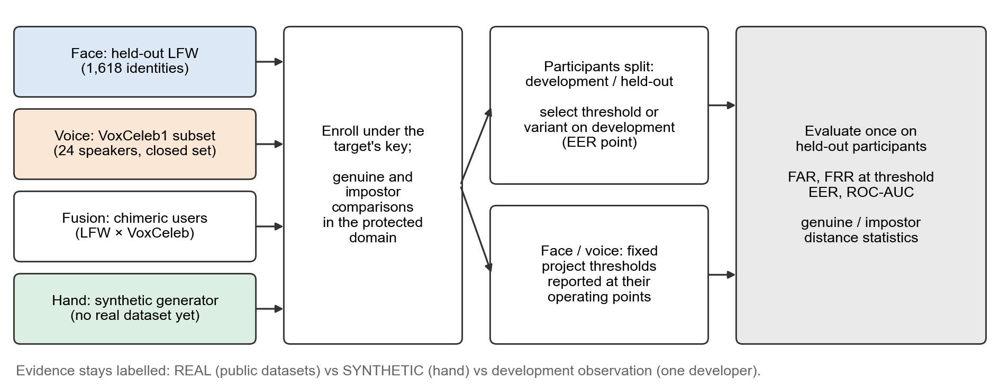 Face: held-out LFW
(1,618 identities)
Voice: VoxCeleb1 subset
(24 speakers, closed set)
Fusion: chimeric users
(LFW × VoxCeleb)
Hand: synthetic generator
(no real dataset yet)
Enroll under the
target's key;
genuine and
impostor
comparisons
in the protected
domain
Participants split:
development / held-out
select threshold or
variant on development
(EER point)
Face / voice: fixed
project thresholds
reported at their
operating points
Evaluate once on
held-out participants
FAR, FRR at threshold
EER, ROC-AUC
genuine / impostor
distance statistics
Evidence stays labelled: REAL (public datasets) vs SYNTHETIC (hand) vs development observation (one developer).